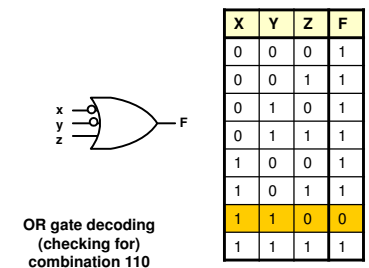 x
y
z
F
OR gate decoding
(checking for)
combination 110
X Y Z F
0 0 0 1
0 0 1 1
0 1 0 1
0 1 1 1
1 0 0 1
1 0 1 1
1 1 0 0
1 1 1 1